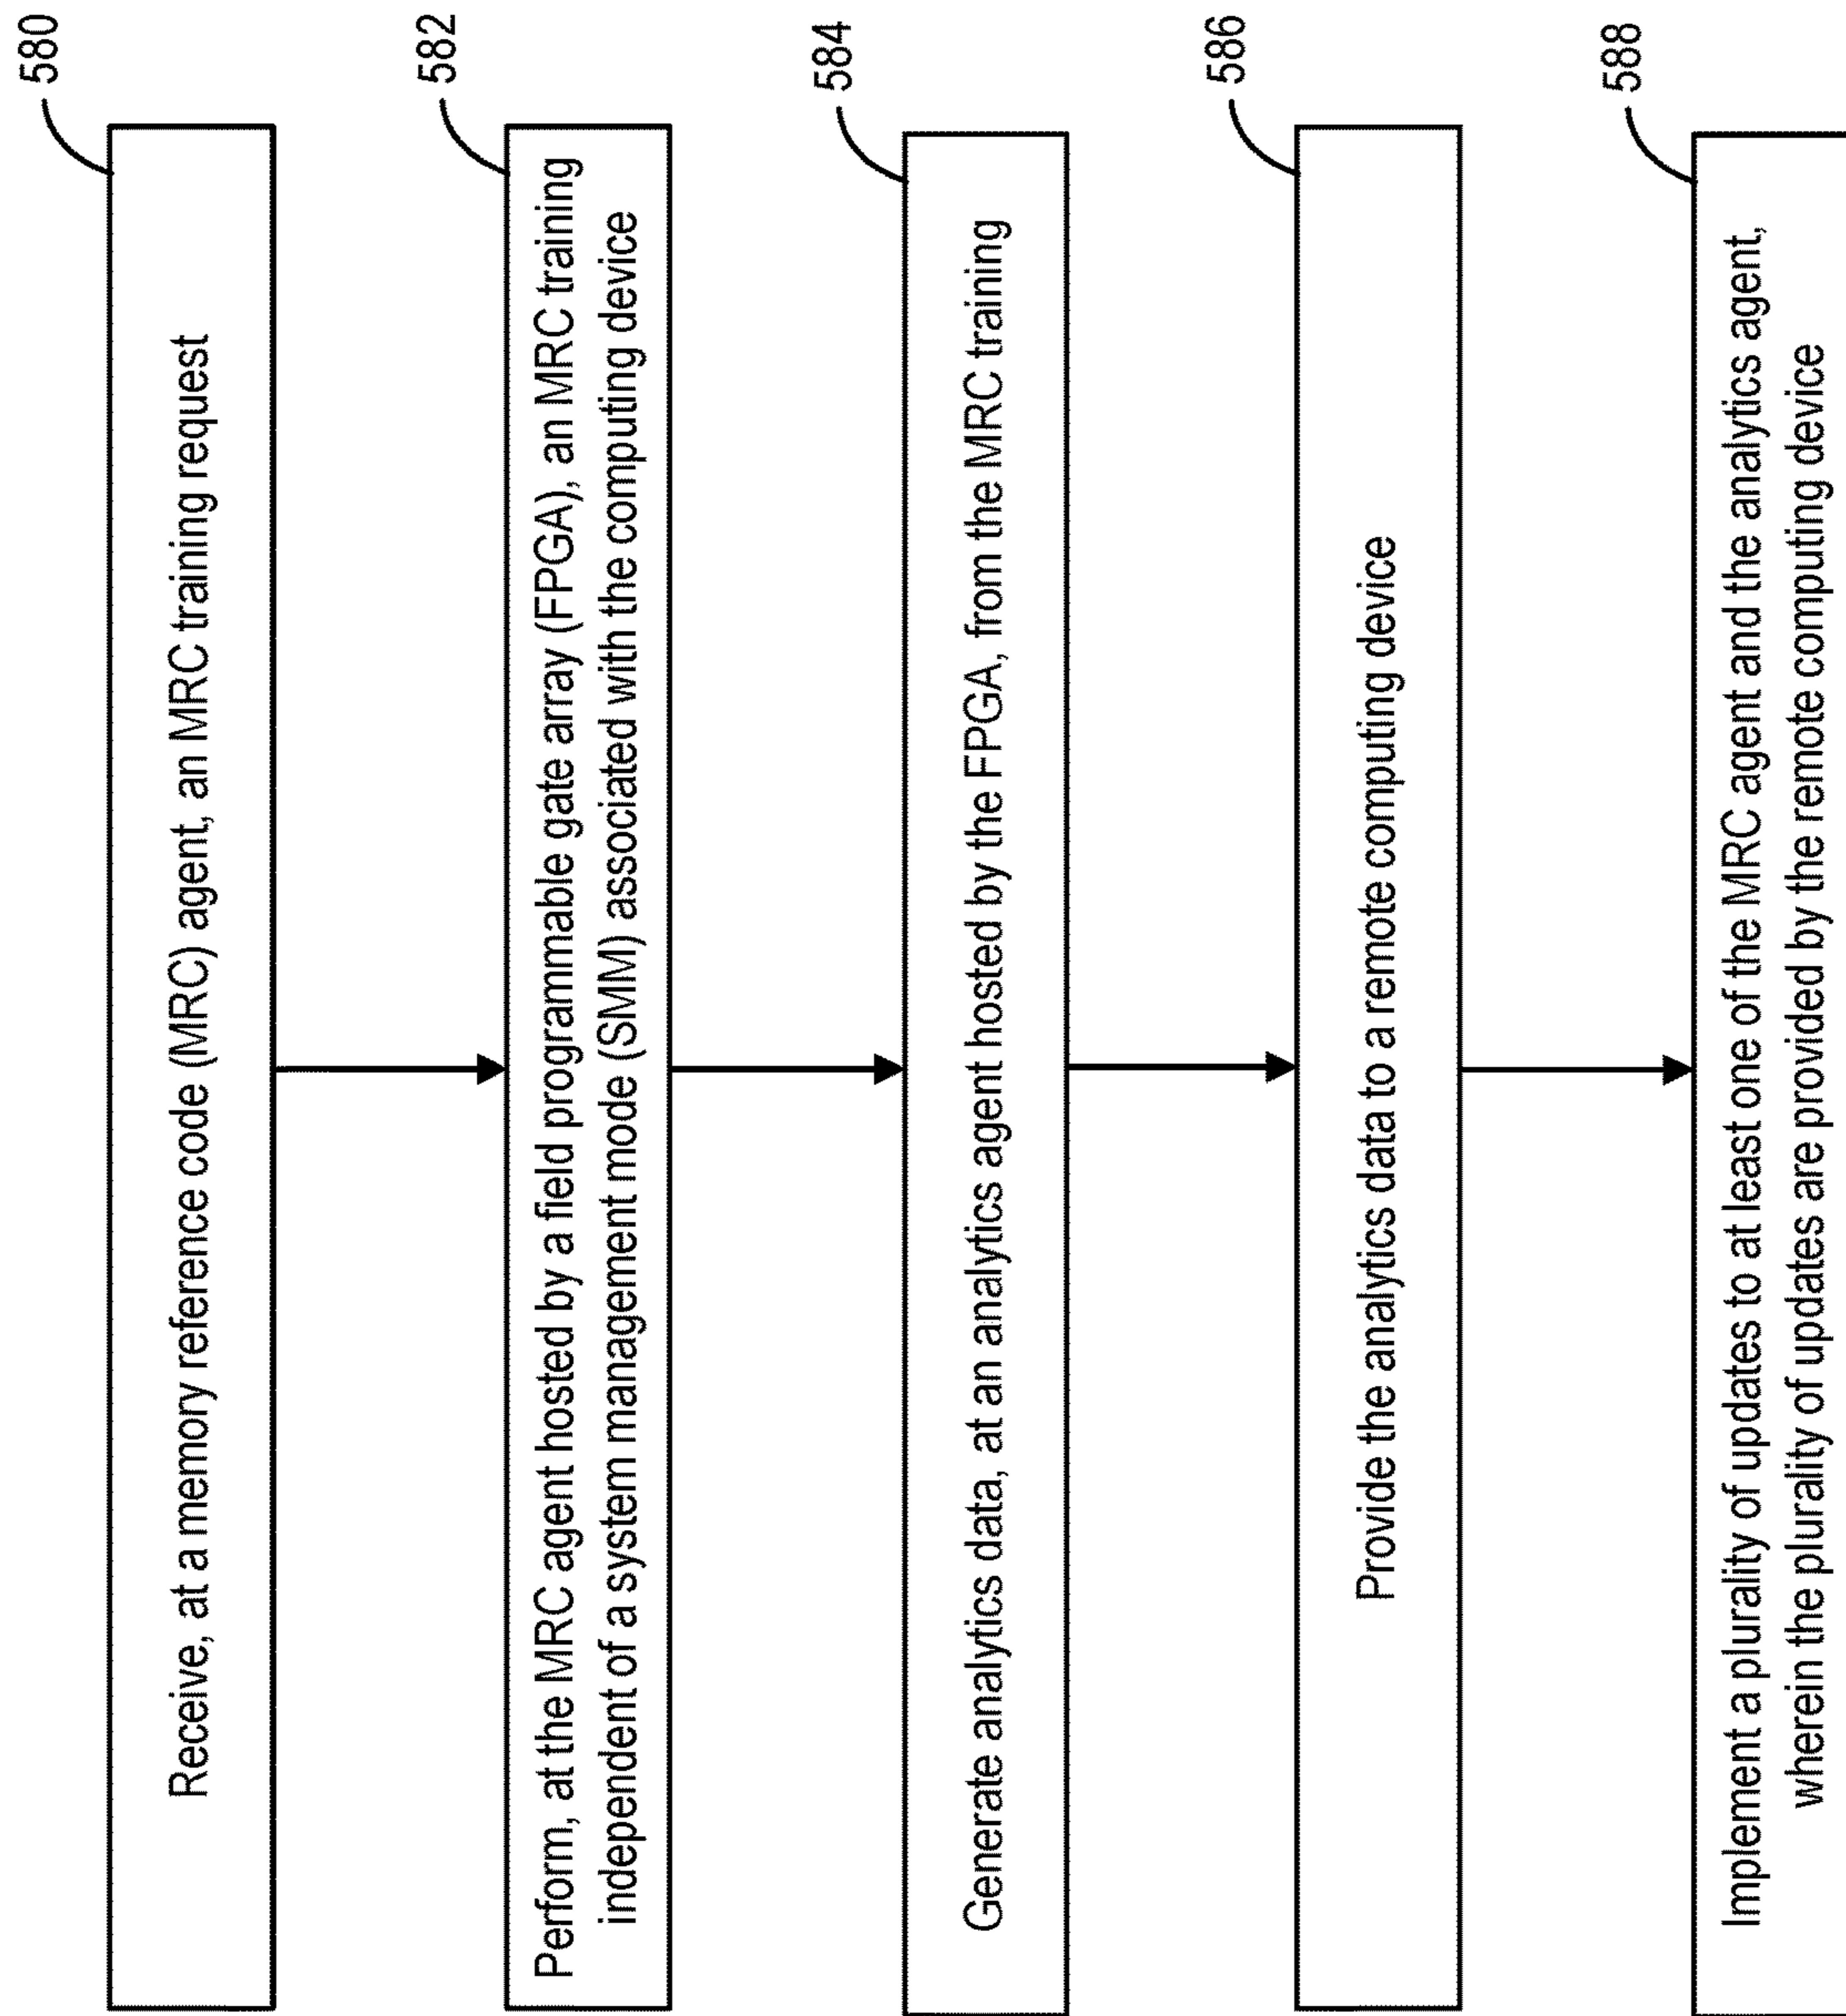 580
Receive, at a memory reference code (MRC) agent, an MRC training request
582
Perform, at the MRC agent hosted by a field programmable gate array (FPGA), an MRC training
independent of a system management mode (SMM) associated with the computing device
584
Generate analytics data, at an analytics agent hosted by the FPGA, from the MRC training
586
Provide the analytics data to a remote computing device
588
Implement a plurality of updates to at least one of the MRC agent and the analytics agent,
wherein the plurality of updates are provided by the remote computing device